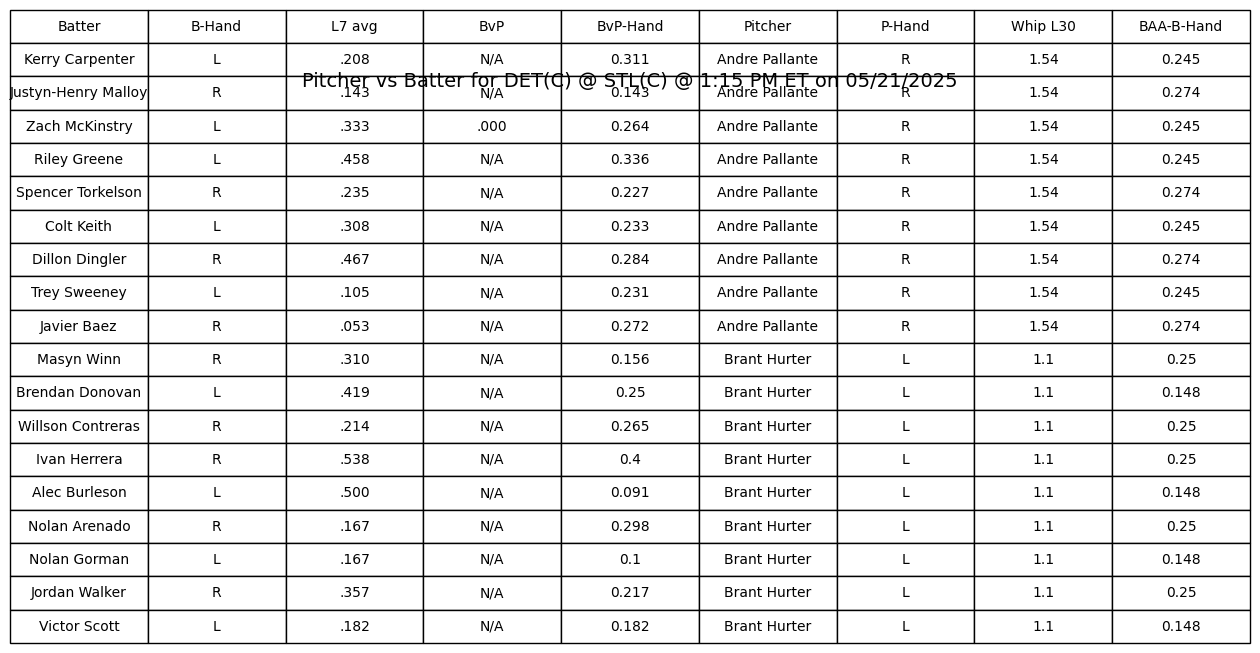 Batter B-Hand L7 avg BvP BvP-Hand Pitcher P-Hand Whip L30 BAA-B-Hand
Kerry Carpenter L .208 N/A 0.311 Andre Pallante R 1.54 0.245
Pitcher vs Batter for DET(C) @ STL(C) @ 1:15 PM ET on 05/21/2025
Justyn-Henry Malloy R .143 N/A 0.143 Andre Pallante R 1.54 0.274
Zach McKinstry L .333 .000 0.264 Andre Pallante R 1.54 0.245
Riley Greene L .458 N/A 0.336 Andre Pallante R 1.54 0.245
Spencer Torkelson R .235 N/A 0.227 Andre Pallante R 1.54 0.274
Colt Keith L .308 N/A 0.233 Andre Pallante R 1.54 0.245
Dillon Dingler R .467 N/A 0.284 Andre Pallante R 1.54 0.274
Trey Sweeney L .105 N/A 0.231 Andre Pallante R 1.54 0.245
Javier Baez R .053 N/A 0.272 Andre Pallante R 1.54 0.274
Masyn Winn R .310 N/A 0.156 Brant Hurter L 1.1 0.25
Brendan Donovan L .419 N/A 0.25 Brant Hurter L 1.1 0.148
Willson Contreras R .214 N/A 0.265 Brant Hurter L 1.1 0.25
Ivan Herrera R .538 N/A 0.4 Brant Hurter L 1.1 0.25
Alec Burleson L .500 N/A 0.091 Brant Hurter L 1.1 0.148
Nolan Arenado R .167 N/A 0.298 Brant Hurter L 1.1 0.25
Nolan Gorman L .167 N/A 0.1 Brant Hurter L 1.1 0.148
Jordan Walker R .357 N/A 0.217 Brant Hurter L 1.1 0.25
Victor Scott L .182 N/A 0.182 Brant Hurter L 1.1 0.148